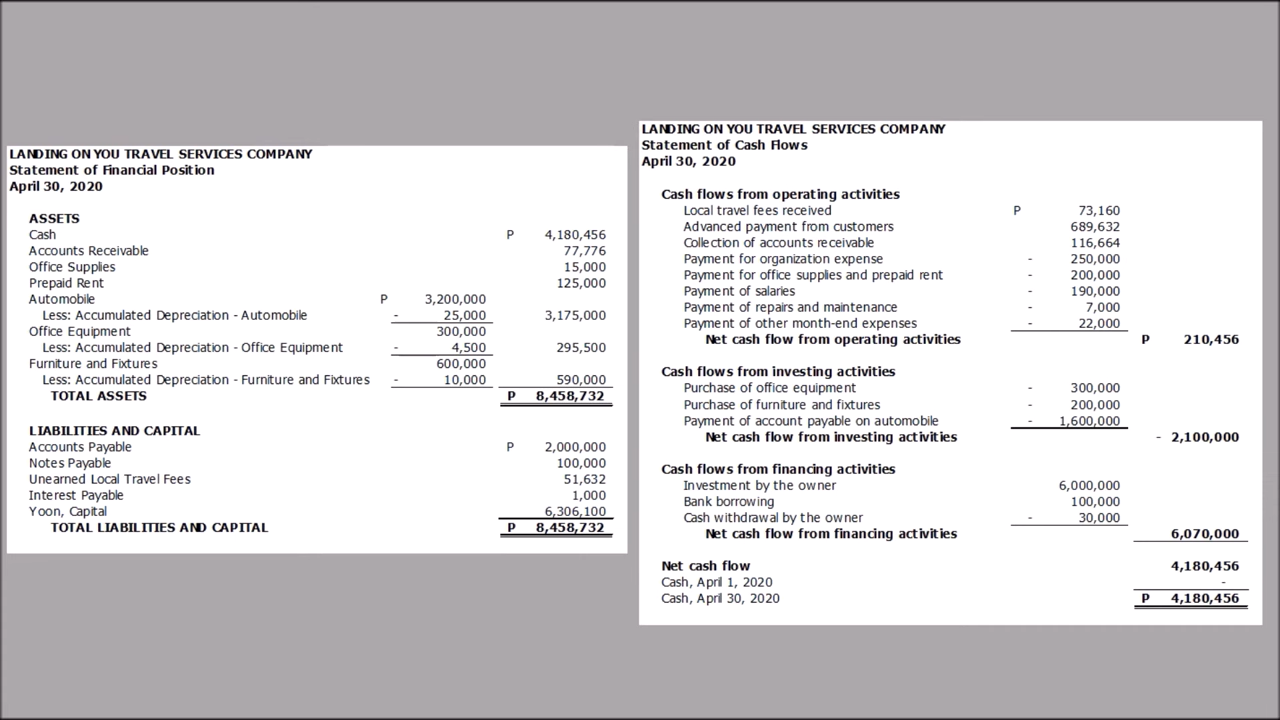 LANDING ON YOU TRAVEL SERVICES COMPANY
Statement of Financial Position
April 30, 2020
ASSETS
Cash P 4,180,456
Accounts Receivable 77,776
Office Supplies 15,000
Prepaid Rent 125,000
Automobile P 3,200,000
Less: Accumulated Depreciation - Automobile - 25,000 3,175,000
Office Equipment 300,000
Less: Accumulated Depreciation - Office Equipment - 4,500 295,500
Furniture and Fixtures 600,000
Less: Accumulated Depreciation - Furniture and Fixtures - 10,000 590,000
TOTAL ASSETS P 8,458,732
LIABILITIES AND CAPITAL
Accounts Payable P 2,000,000
Notes Payable 100,000
Unearned Local Travel Fees 51,632
Interest Payable 1,000
Yoon, Capital 6,306,100
TOTAL LIABILITIES AND CAPITAL P 8,458,732
LANDING ON YOU TRAVEL SERVICES COMPANY
Statement of Cash Flows
April 30, 2020
Cash flows from operating activities
Local travel fees received P 73,160
Advanced payment from customers 689,632
Collection of accounts receivable 116,664
Payment for organization expense - 250,000
Payment for office supplies and prepaid rent - 200,000
Payment of salaries - 190,000
Payment of repairs and maintenance - 7,000
Payment of other month-end expenses - 22,000
Net cash flow from operating activities P 210,456
Cash flows from investing activities
Purchase of office equipment - 300,000
Purchase of furniture and fixtures - 200,000
Payment of account payable on automobile - 1,600,000
Net cash flow from investing activities - 2,100,000
Cash flows from financing activities
Investment by the owner 6,000,000
Bank borrowing 100,000
Cash withdrawal by the owner - 30,000
Net cash flow from financing activities 6,070,000
Net cash flow 4,180,456
Cash, April 1, 2020 -
Cash, April 30, 2020 P 4,180,456